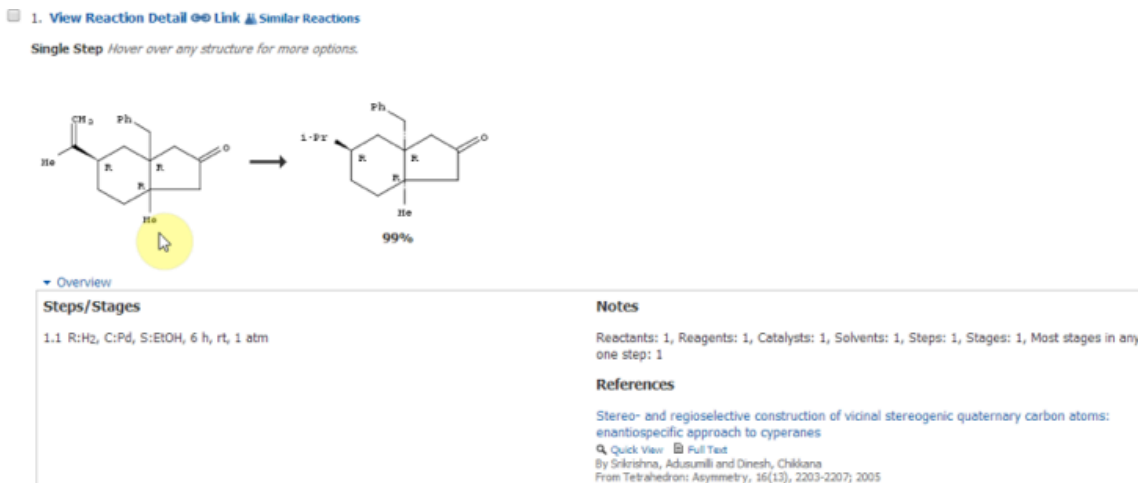 1. View Reaction Detail Link Similar Reactions
Single Step Hover over any structure for more options.
CH2 Ph
Me R R O
R
Me
Ph
i-Pr R R O
R
Me
99%
Overview
Steps/Stages
1.1 R:H2, C:Pd, S:EtOH, 6 h, rt, 1 atm
Notes
Reactants: 1, Reagents: 1, Catalysts: 1, Solvents: 1, Steps: 1, Stages: 1, Most stages in any
one step: 1
References
Stereo- and regioselective construction of vicinal stereogenic quaternary carbon atoms:
enantiospecific approach to cyperanes
Quick View Full Text
By Srikrishna, Adusumilli and Dinesh, Chikkana
From Tetrahedron: Asymmetry, 16(13), 2203-2207; 2005